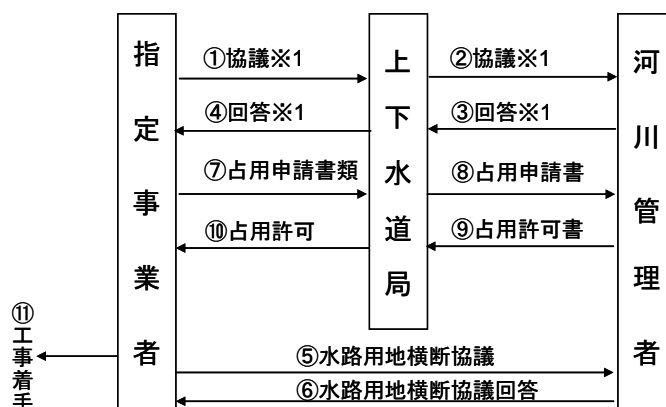 指定事業者
上下水道局
河川管理者
①協議※1
②協議※1
④回答※1
③回答※1
⑦占用申請書類
⑧占用申請書
⑩占用許可
⑨占用許可書
⑪工事着手
⑤水路用地横断協議
⑥水路用地横断協議回答